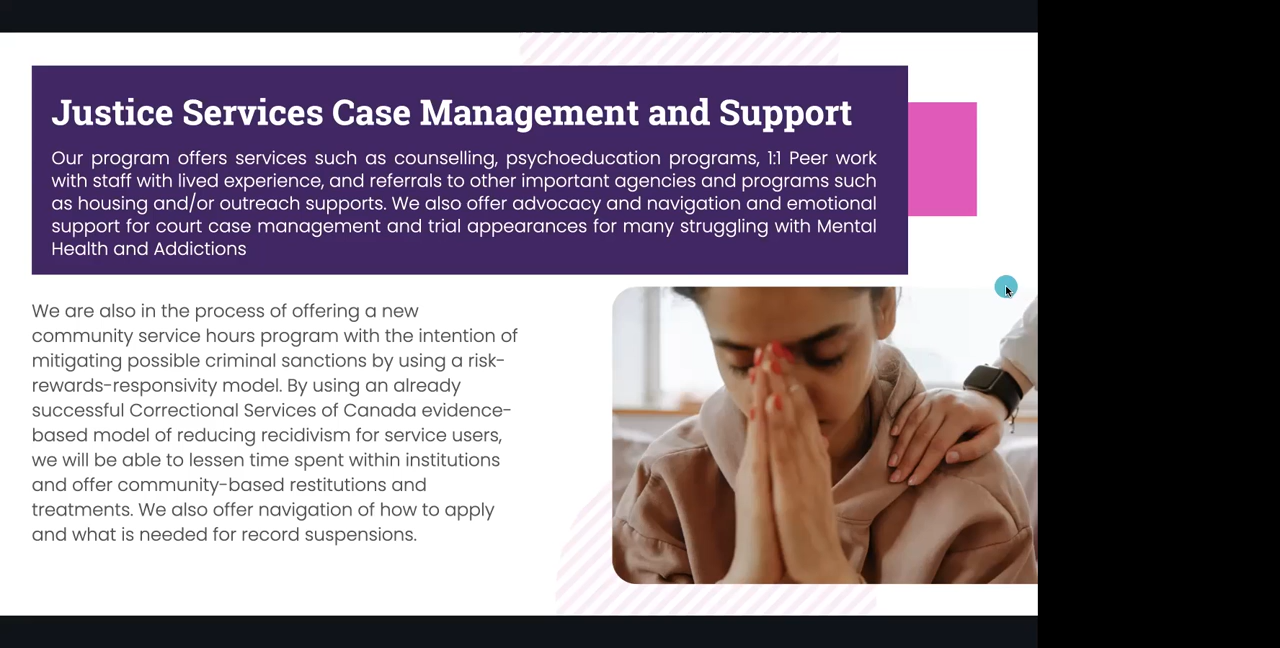 Justice Services Case Management and Support
Our program offers services such as counselling, psychoeducation programs, 1:1 Peer work
with staff with lived experience, and referrals to other important agencies and programs such
as housing and/or outreach supports. We also offer advocacy and navigation and emotional
support for court case management and trial appearances for many struggling with Mental
Health and Addictions
We are also in the process of offering a new
community service hours program with the intention of
mitigating possible criminal sanctions by using a risk-
rewards-responsivity model. By using an already
successful Correctional Services of Canada evidence-
based model of reducing recidivism for service users,
we will be able to lessen time spent within institutions
and offer community-based restitutions and
treatments. We also offer navigation of how to apply
and what is needed for record suspensions.